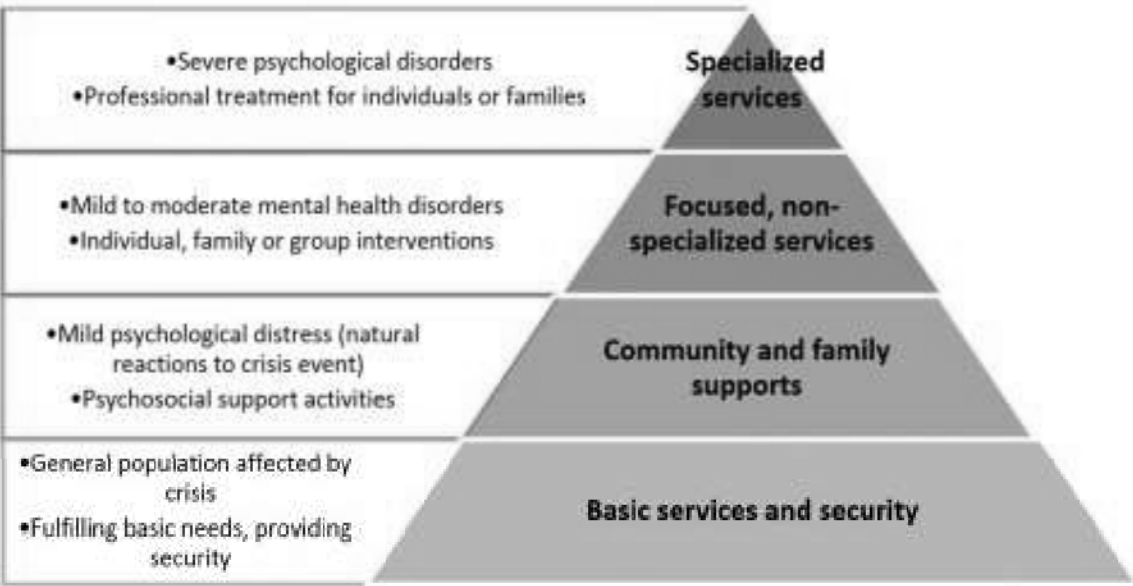 •Severe psychological disorders
•Professional treatment for individuals or families
Specialized
services
•Mild to moderate mental health disorders
•Individual, family or group interventions
Focused, non-
specialized services
•Mild psychological distress (natural
reactions to crisis event)
•Psychosocial support activities
Community and family
supports
•General population affected by
crisis
•Fulfilling basic needs, providing
security
Basic services and security